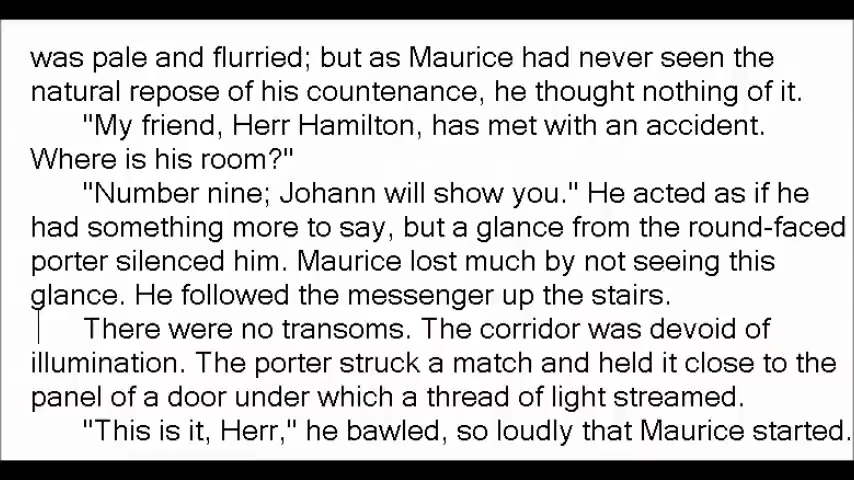 was pale and flurried; but as Maurice had never seen the
natural repose of his countenance, he thought nothing of it.
"My friend, Herr Hamilton, has met with an accident.
Where is his room?"
"Number nine; Johann will show you." He acted as if he
had something more to say, but a glance from the round-faced
porter silenced him. Maurice lost much by not seeing this
glance. He followed the messenger up the stairs.
There were no transoms. The corridor was devoid of
illumination. The porter struck a match and held it close to the
panel of a door under which a thread of light streamed.
"This is it, Herr," he bawled, so loudly that Maurice started.